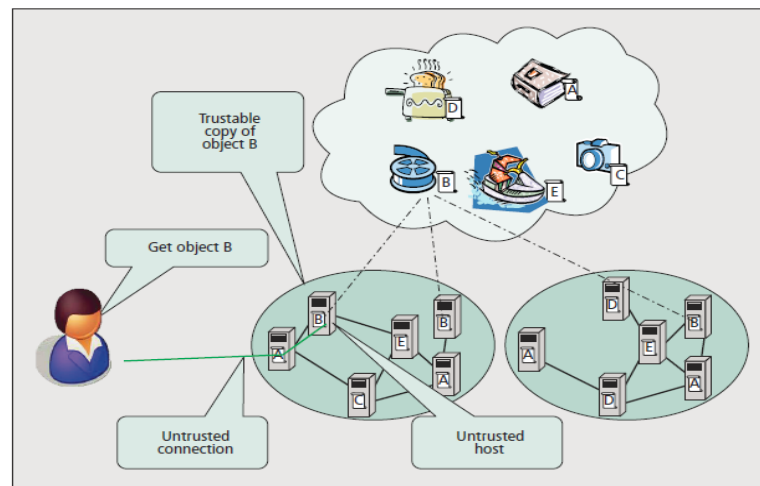 D
A
Trustable
copy of
object B
B
E
C
Get object B
B
A
C
E
B
A
D
A
E
B
D
A
Untrusted
connection
Untrusted
host